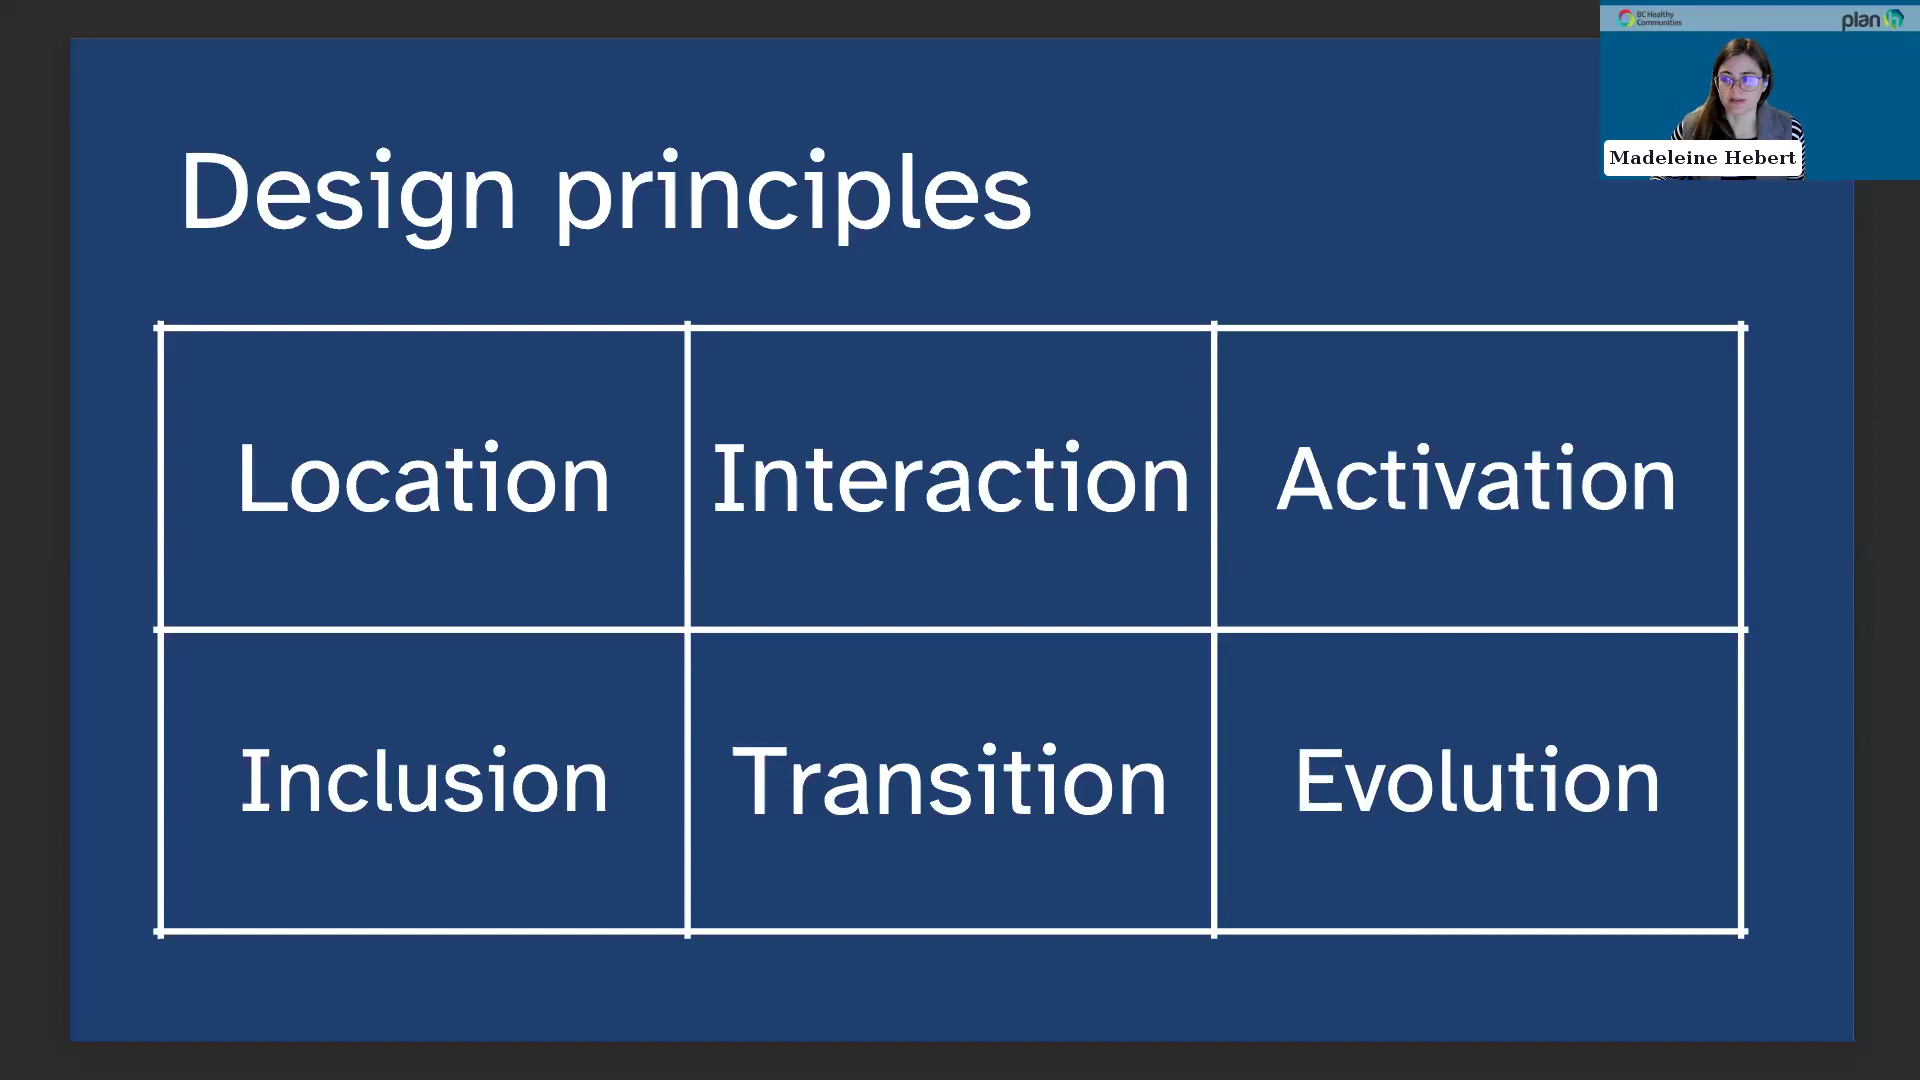 BC Healthy
Communities
plan h
Madeleine Hebert
Design principles
Location
Interaction
Activation
Inclusion
Transition
Evolution